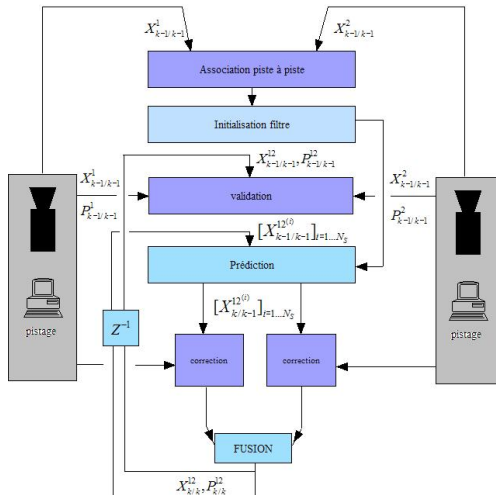 X^1_{k-1/k-1}
X^2_{k-1/k-1}
Association piste à piste
Initialisation filtre
X^{12}_{k-1/k-1}, P^{12}_{k-1/k-1}
X^1_{k-1/k-1}
P^1_{k-1/k-1}
validation
X^2_{k-1/k-1}
P^2_{k-1/k-1}
[X^{12^{(i)}}_{k-1/k-1}]_{i=1...N_S}
Prédiction
[X^{12^{(i)}}_{k/k-1}]_{i=1...N_S}
pistage
Z^{-1}
pistage
correction
correction
FUSION
X^{12}_{k/k}, P^{12}_{k/k}